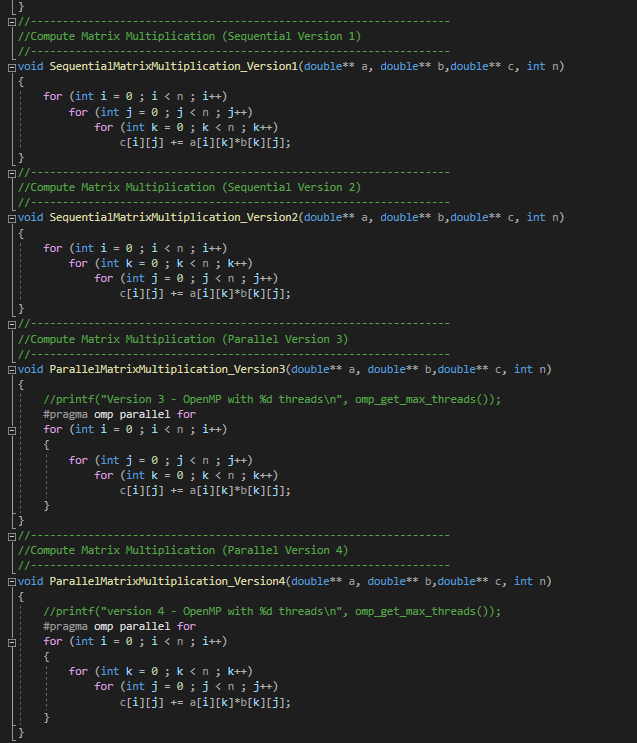 }
//------------------------------------------------------------------
//Compute Matrix Multiplication (Sequential Version 1)
//------------------------------------------------------------------
void SequentialMatrixMultiplication_Version1(double** a, double** b,double** c, int n)
{
    for (int i = 0 ; i < n ; i++)
        for (int j = 0 ; j < n ; j++)
            for (int k = 0 ; k < n ; k++)
                c[i][j] += a[i][k]*b[k][j];
}
//------------------------------------------------------------------
//Compute Matrix Multiplication (Sequential Version 2)
//------------------------------------------------------------------
void SequentialMatrixMultiplication_Version2(double** a, double** b,double** c, int n)
{
    for (int i = 0 ; i < n ; i++)
        for (int k = 0 ; k < n ; k++)
            for (int j = 0 ; j < n ; j++)
                c[i][j] += a[i][k]*b[k][j];
}
//------------------------------------------------------------------
//Compute Matrix Multiplication (Parallel Version 3)
//------------------------------------------------------------------
void ParallelMatrixMultiplication_Version3(double** a, double** b,double** c, int n)
{
    //printf("Version 3 - OpenMP with %d threads\n", omp_get_max_threads());
    #pragma omp parallel for
    for (int i = 0 ; i < n ; i++)
    {
        for (int j = 0 ; j < n ; j++)
            for (int k = 0 ; k < n ; k++)
                c[i][j] += a[i][k]*b[k][j];
    }
}
//------------------------------------------------------------------
//Compute Matrix Multiplication (Parallel Version 4)
//------------------------------------------------------------------
void ParallelMatrixMultiplication_Version4(double** a, double** b,double** c, int n)
{
    //printf("version 4 - OpenMP with %d threads\n", omp_get_max_threads());
    #pragma omp parallel for
    for (int i = 0 ; i < n ; i++)
    {
        for (int k = 0 ; k < n ; k++)
            for (int j = 0 ; j < n ; j++)
                c[i][j] += a[i][k]*b[k][j];
    }
}